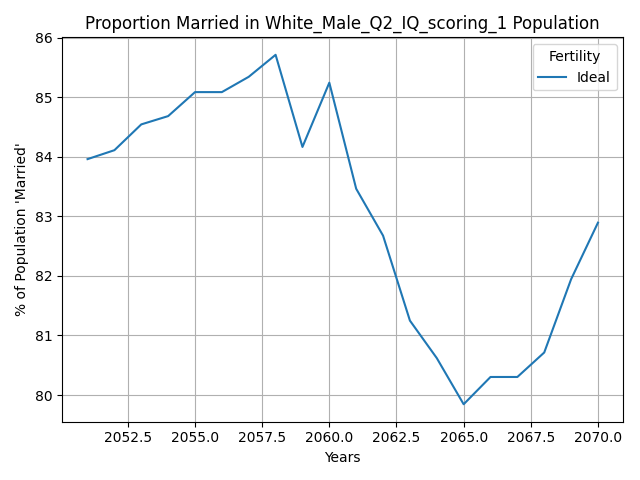 Proportion Married in White_Male_Q2_IQ_scoring_1 Population
% of Population 'Married'
86
85
84
83
82
81
80
Fertility
Ideal
2052.5 2055.0 2057.5 2060.0 2062.5 2065.0 2067.5 2070.0
Years